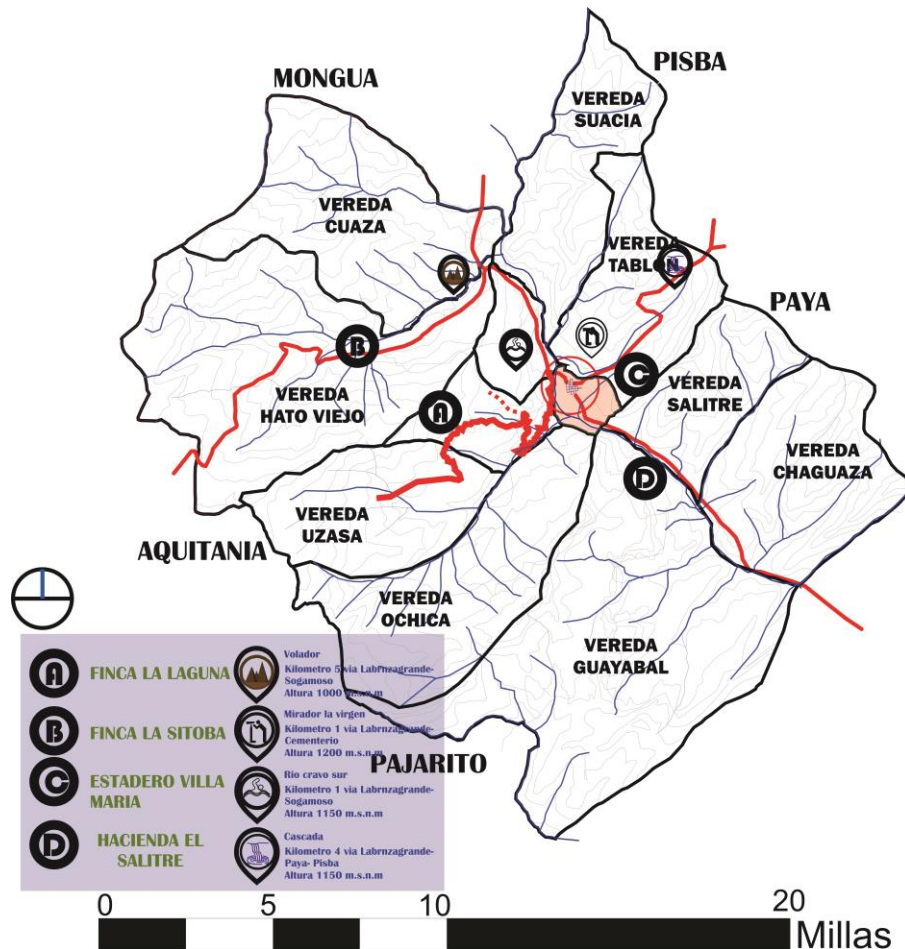 PISBA
MONGUA
VEREDA
SUACIA
VEREDA
CUAZA
VEREDA
TABLON
PAYA
B
C
VEREDA
SALITRE
VEREDA
HATO VIEJO
A
VEREDA
CHAGUAZA
D
VEREDA
UZASA
AQUITANIA
VEREDA
OCHICA
VEREDA
GUAYABAL
PAJARITO
A
FINCA LA LAGUNA
B
FINCA LA SITOBA
C
ESTADERO VILLA
MARIA
D
HACIENDA EL
SALITRE
Volador
Kilometro 5 via Labrnzagrande-
Sogamoso
Altura 1000 m.s.n.m
Mirador la virgen
Kilometro 1 via Labrnzagrande-
Cementerio
Altura 1200 m.s.n.m
Rio cravo sur
Kilometro 1 via Labrnzagrande-
Sogamoso
Altura 1150 m.s.n.m
Cascada
Kilometro 4 via Labrnzagrande-
Paya- Pisba
Altura 1150 m.s.n.m
0 5 10 20
Millas